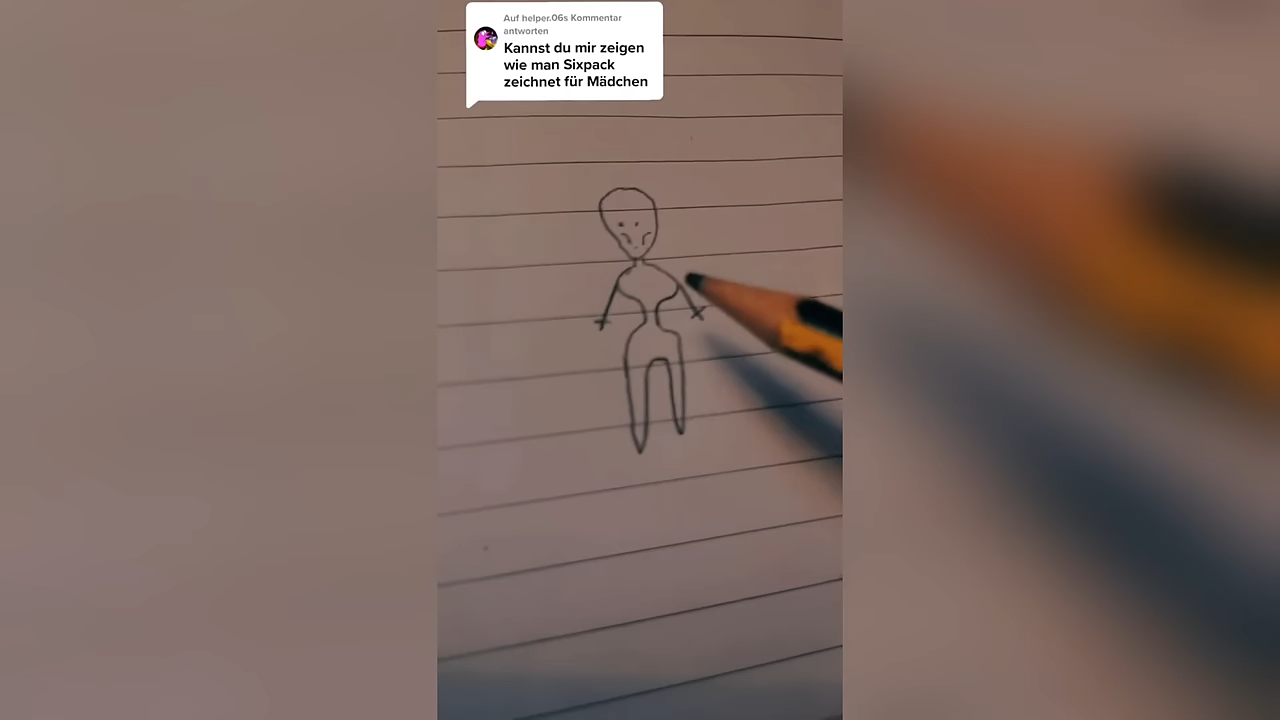 Auf helper.06s Kommentar
antworten
Kannst du mir zeigen
wie man Sixpack
zeichnet für Mädchen